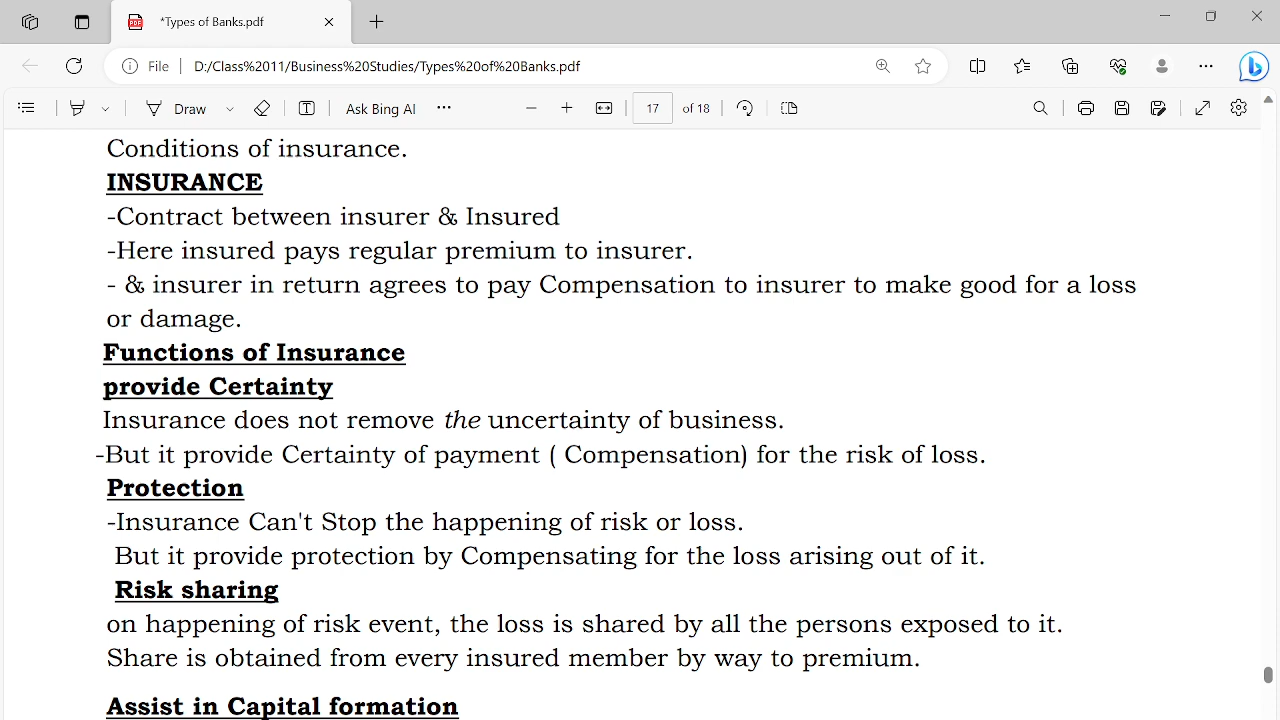 *Types of Banks.pdf
File | D:/Class%2011/Business%20Studies/Types%20of%20Bank.pdf
Draw Ask Bing AI 17 of 18
Conditions of insurance.
INSURANCE
-Contract between insurer & Insured
-Here insured pays regular premium to insurer.
- & insurer in return agrees to pay Compensation to insurer to make good for a loss
or damage.
Functions of Insurance
provide Certainty
Insurance does not remove the uncertainty of business.
-But it provide Certainty of payment ( Compensation) for the risk of loss.
Protection
-Insurance Can't Stop the happening of risk or loss.
But it provide protection by Compensating for the loss arising out of it.
Risk sharing
on happening of risk event, the loss is shared by all the persons exposed to it.
Share is obtained from every insured member by way to premium.
Assist in Capital formation